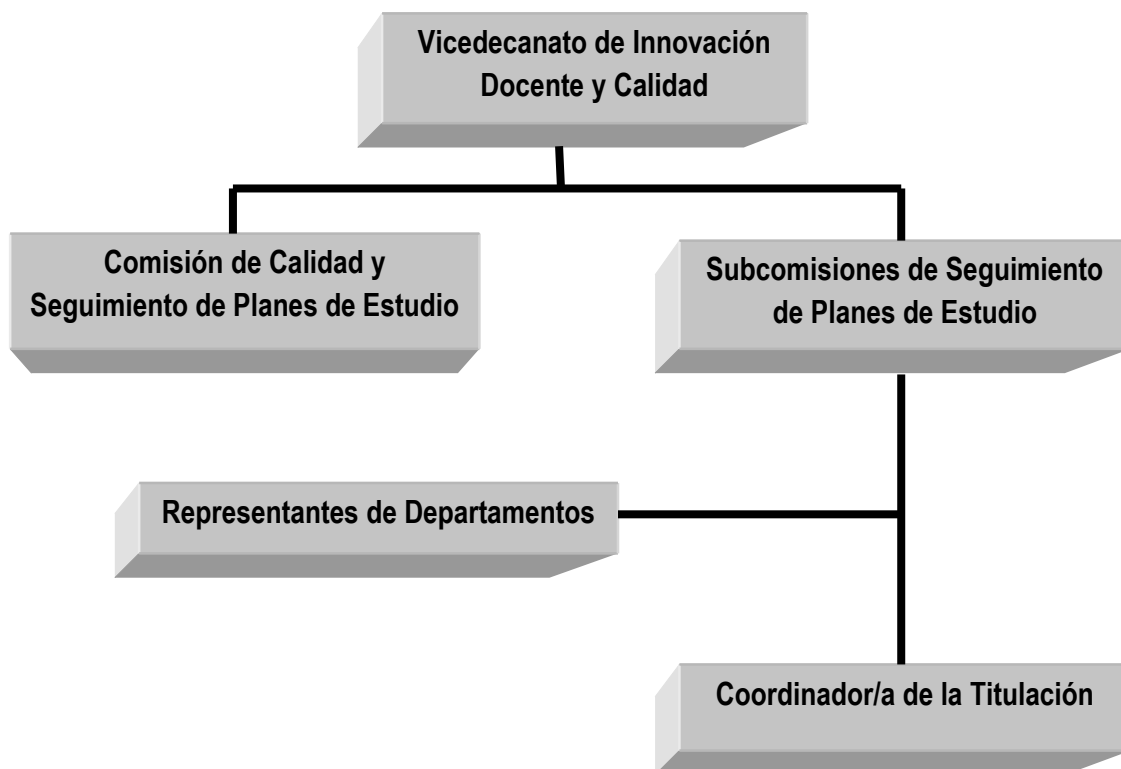 Vicedecanato de Innovación
Docente y Calidad
Comisión de Calidad y
Seguimiento de Planes de Estudio
Subcomisiones de Seguimiento
de Planes de Estudio
Representantes de Departamentos
Coordinador/a de la Titulación